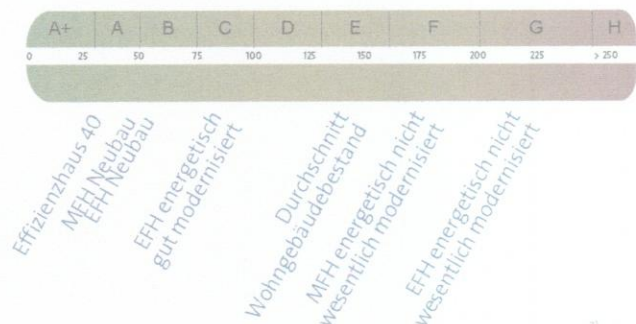 A+ A B C D E F G H
0 25 50 75 100 125 150 175 200 225 > 250
Effizienzhaus 40
MFH Neubau
EFH Neubau
EFH energetisch
gut modernisiert
Durchschnitt
Wohngebäudebestand
MFH energetisch nicht
wesentlich modernisiert
EFH energetisch nicht
wesentlich modernisiert